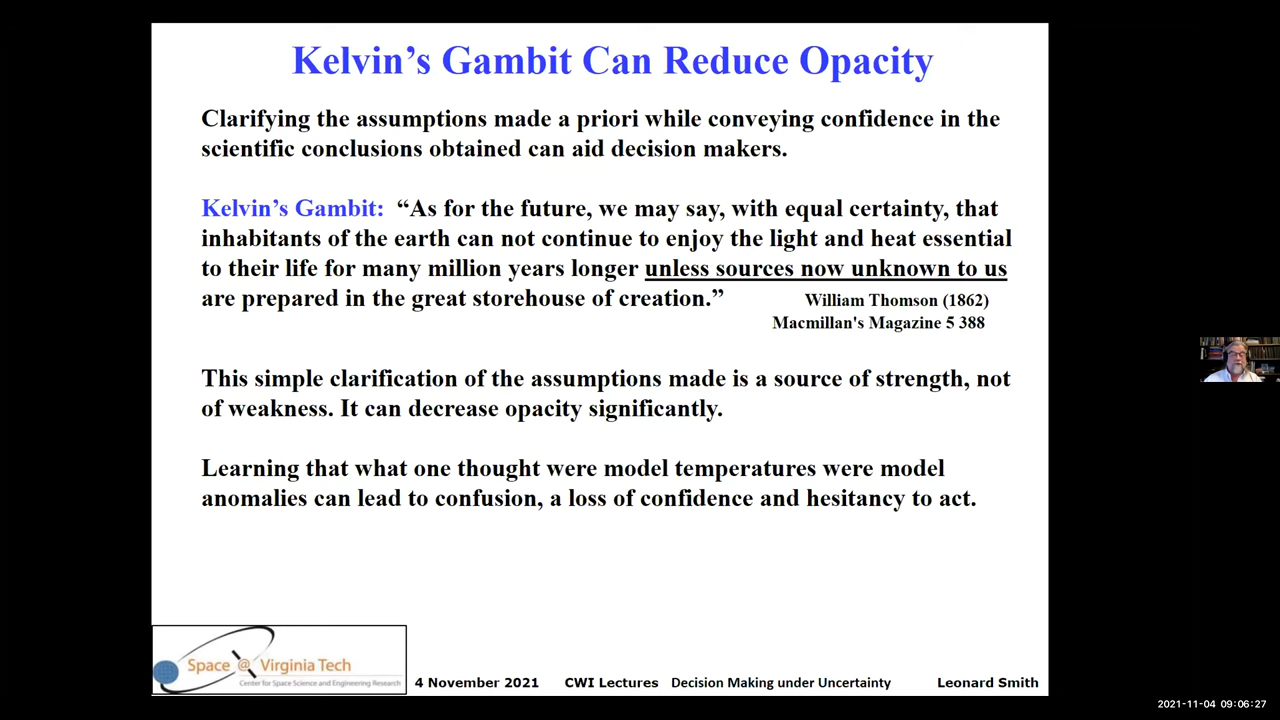 Kelvin’s Gambit Can Reduce Opacity
Clarifying the assumptions made a priori while conveying confidence in the
scientific conclusions obtained can aid decision makers.
Kelvin’s Gambit: “As for the future, we may say, with equal certainty, that
inhabitants of the earth can not continue to enjoy the light and heat essential
to their life for many million years longer unless sources now unknown to us
are prepared in the great storehouse of creation.” William Thomson (1862)
Macmillan's Magazine 5 388
This simple clarification of the assumptions made is a source of strength, not
of weakness. It can decrease opacity significantly.
Learning that what one thought were model temperatures were model
anomalies can lead to confusion, a loss of confidence and hesitancy to act.
Space @ Virginia Tech
Center for Space Science and Engineering Research
4 November 2021 CWI Lectures Decision Making under Uncertainty Leonard Smith
2021-11-04 09:06:27